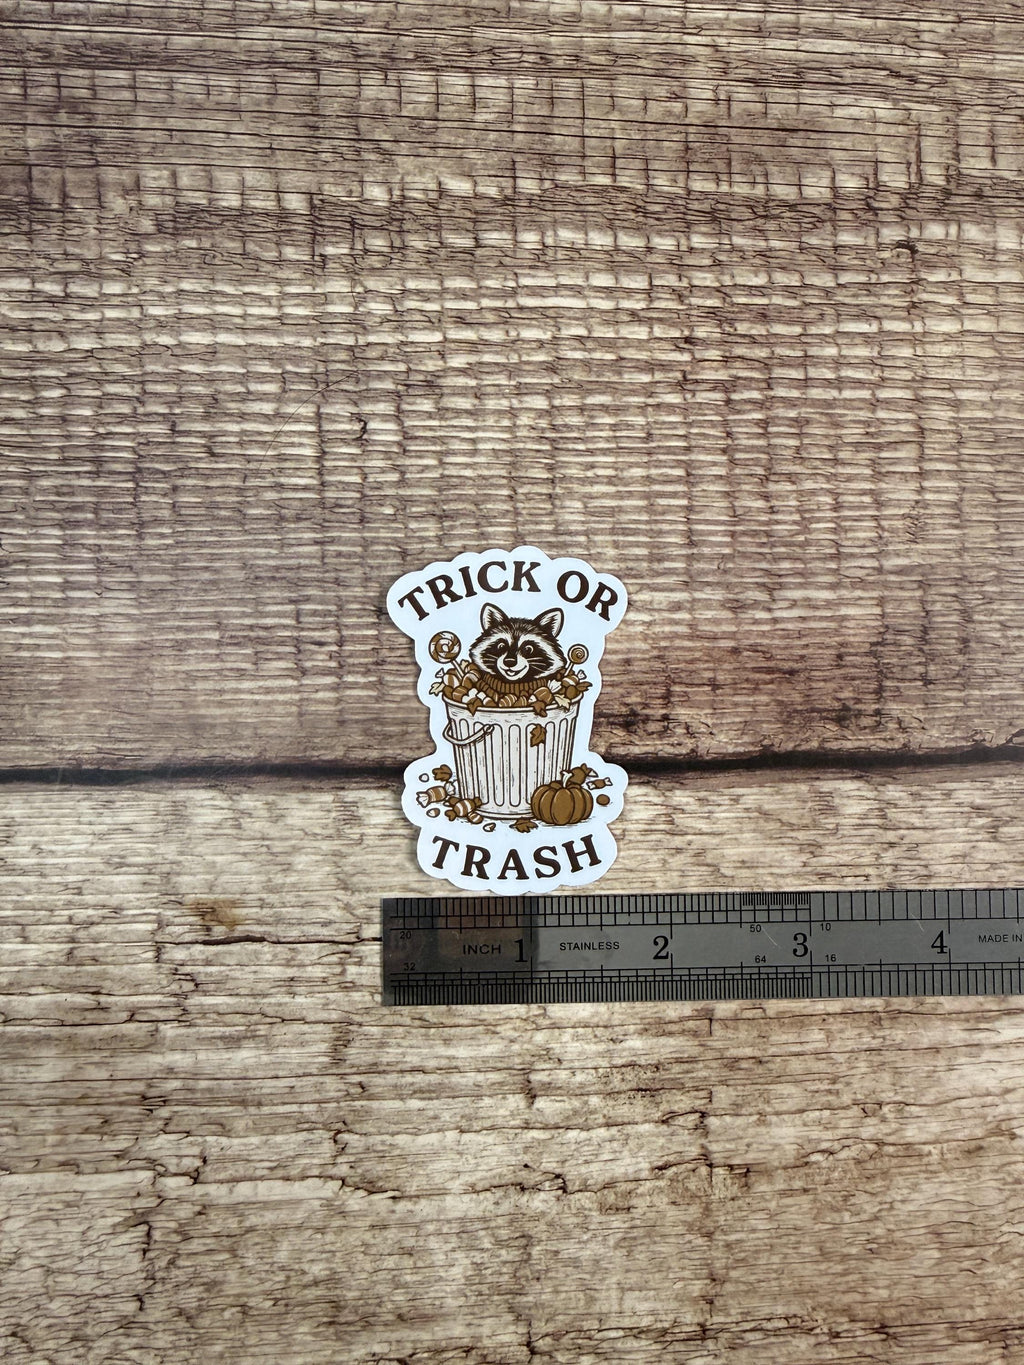 TRICK OR
TRASH
20 50 10
INCH 1 STAINLESS 2 3 4 MADE IN
32 64 16